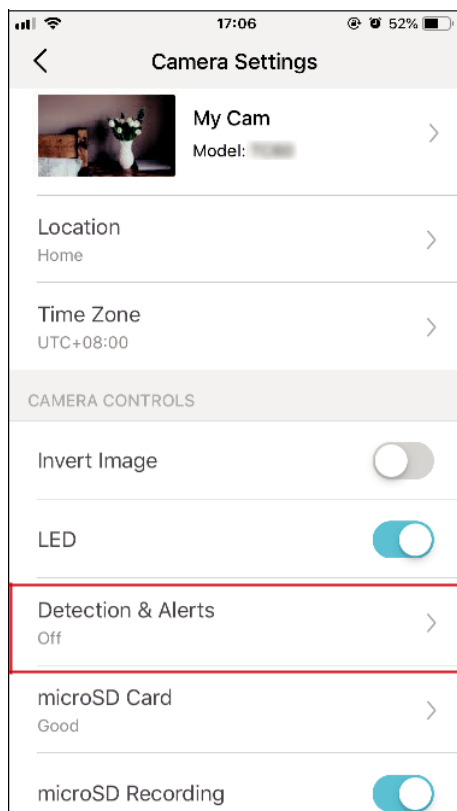 17:06
52%
Camera Settings
My Cam
Model:
Location
Home
Time Zone
UTC+08:00
CAMERA CONTROLS
Invert Image
LED
Detection & Alerts
Off
microSD Card
Good
microSD Recording